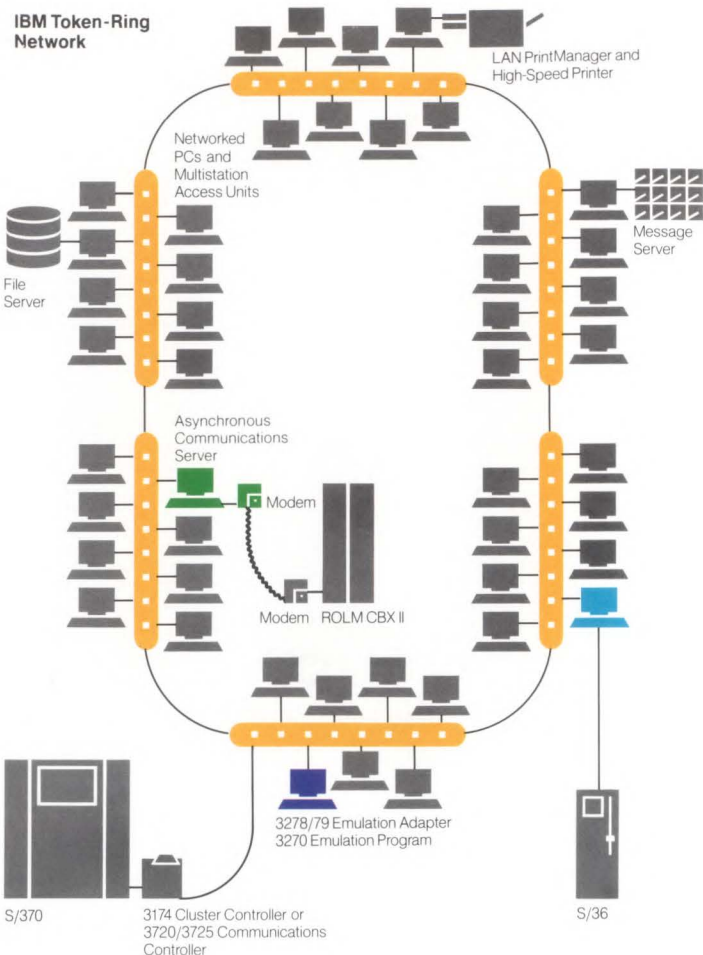 IBM Token-Ring
Network
LAN PrintManager and
High-Speed Printer
Networked
PCs and
Multistation
Access Units
File
Server
Message
Server
Asynchronous
Communications
Server
Modem
Modem
ROLM CBX II
3278/79 Emulation Adapter
3270 Emulation Program
S/370
3174 Cluster Controller or
3720/3725 Communications
Controller
S/36